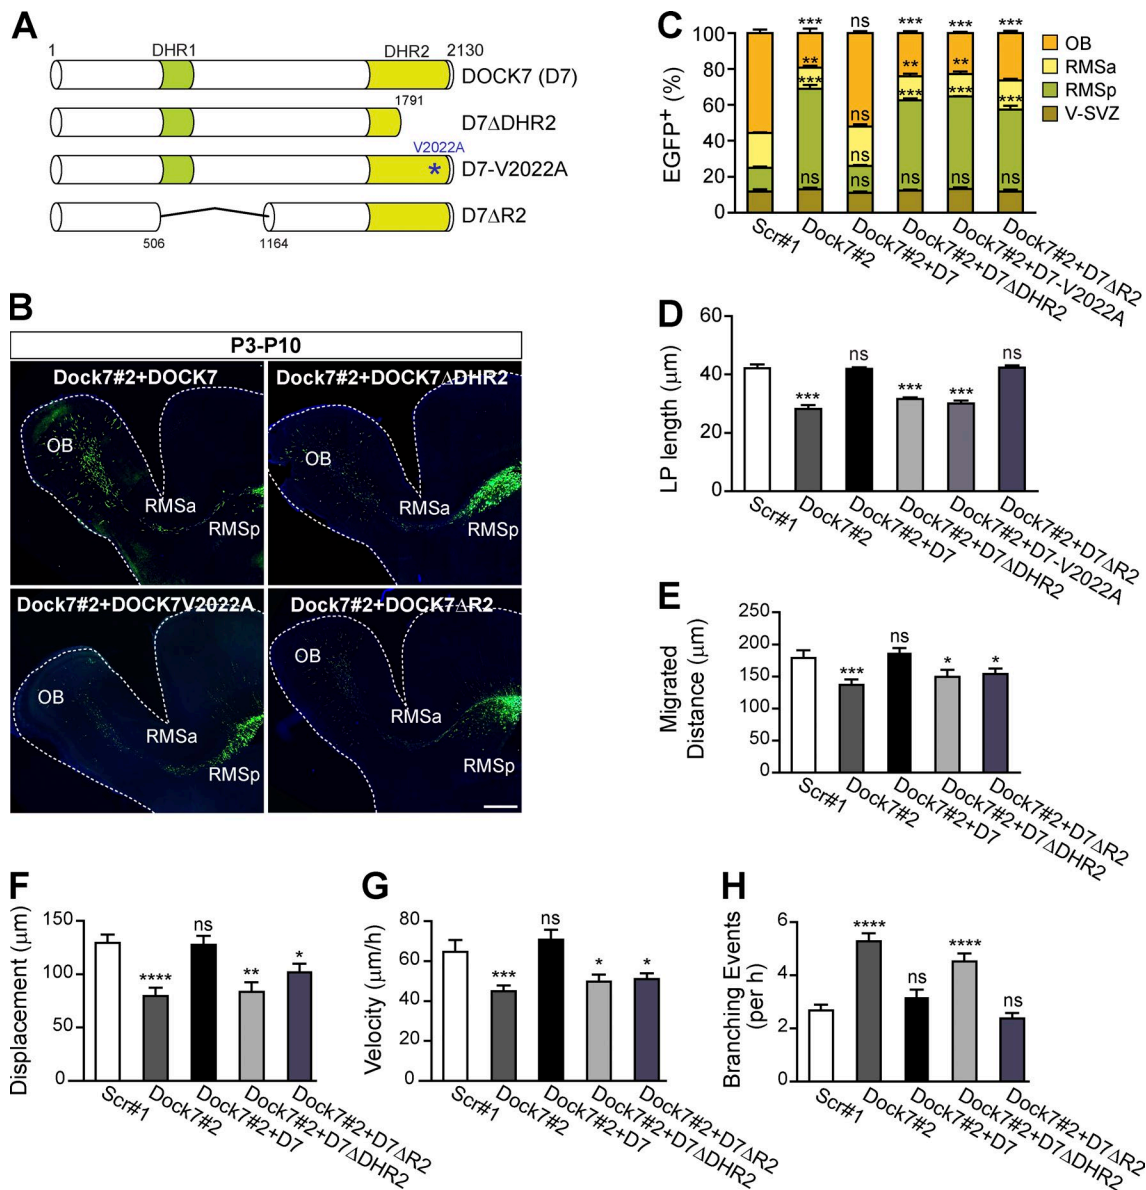 A
1 DHR1 DHR2 2130
DOCK7 (D7)
1791
D7ΔDHR2
V2022A
*
D7-V2022A
D7ΔR2
506 1164
B
P3-P10
Dock7#2+DOCK7
OB
RMSa
RMSp
Dock7#2+DOCK7ΔDHR2
OB
RMSa
RMSp
Dock7#2+DOCK7V2022A
OB
RMSa
RMSp
Dock7#2+DOCK7ΔR2
OB
RMSa
RMSp
C
EGFP⁺ (%)
100
80
60
40
20
0
*** ns *** *** ***
** ns ** **
*** ns *** *** ***
ns ns ns ns ns
OB
RMSa
RMSp
V-SVZ
Scr#1
Dock7#2
Dock7#2+D7
Dock7#2+D7ΔDHR2
Dock7#2+D7-V2022A
Dock7#2+D7ΔR2
D
LP length (μm)
60
40
20
0
*** ns *** *** ns
Scr#1
Dock7#2
Dock7#2+D7
Dock7#2+D7ΔDHR2
Dock7#2+D7-V2022A
Dock7#2+D7ΔR2
E
Migrated
Distance (μm)
250
200
150
100
50
0
*** ns * *
Scr#1
Dock7#2
Dock7#2+D7
Dock7#2+D7ΔDHR2
Dock7#2+D7ΔR2
F
Displacement (μm)
150
100
50
0
**** ns ** *
Scr#1
Dock7#2
Dock7#2+D7
Dock7#2+D7ΔDHR2
Dock7#2+D7ΔR2
G
Velocity (μm/h)
80
60
40
20
0
*** ns * *
Scr#1
Dock7#2
Dock7#2+D7
Dock7#2+D7ΔDHR2
Dock7#2+D7ΔR2
H
Branching Events
(per h)
6
4
2
0
**** ns **** ns
Scr#1
Dock7#2
Dock7#2+D7
Dock7#2+D7ΔDHR2
Dock7#2+D7ΔR2